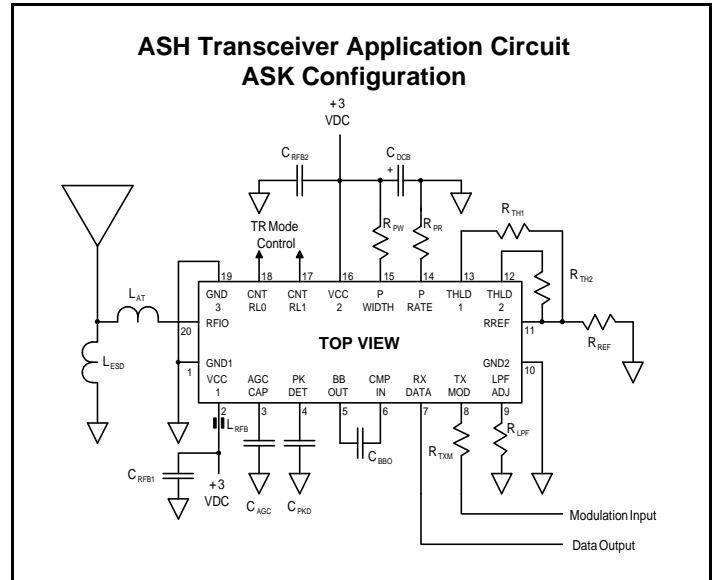 ASH Transceiver Application Circuit
ASK Configuration
+3
VDC
CRFB2
CDCB
+
TR Mode
Control
RPW
RPR
RTH1
RTH2
LAT
LESD
19
18
17
16
15
14
13
12
GND
3
CNT
RL0
CNT
RL1
VCC
2
P
WIDTH
P
RATE
THLD
1
THLD
2
20
RFIO
RREF
11
RREF
TOP VIEW
1
GND1
GND2
10
VCC
1
AGC
CAP
PK
DET
BB
OUT
CMP
IN
RX
DATA
TX
MOD
LPF
ADJ
2
3
4
5
6
7
8
9
LRFB
CRFB1
+3
VDC
CAGC
CPKD
CBBO
RTXM
RLPF
Modulation Input
Data Output